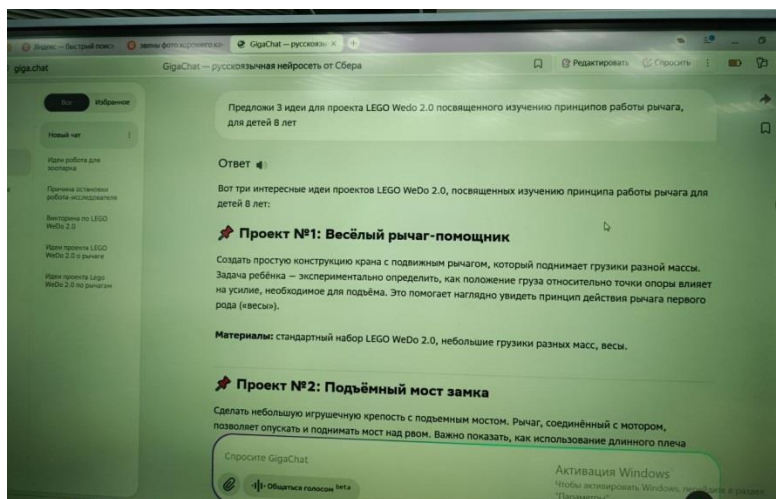 Яндекс — быстрый поиск
GigaChat — русскоязы
giga.chat
GigaChat — русскоязычная нейросеть от Сбера
Редактировать
Спросить
Все
Избранное
Новый чат
Идеи робота для
зоопарка
Причина остановки
робота-исследователя
Викторина по LEGO
WeDo 2.0
Идеи проекта LEGO
WeDo 2.0 о рычаге
Идеи проекта Lego
WeDo 2.0 по рычагам
Предложи 3 идеи для проекта LEGO Wedo 2.0 посвященного изучению принципов работы рычага,
для детей 8 лет
Ответ
Вот три интересные идеи проектов LEGO WeDo 2.0, посвященных изучению принципа работы рычага для
детей 8 лет:
Проект №1: Весёлый рычаг-помощник
Создать простую конструкцию крана с подвижным рычагом, который поднимает грузики разной массы.
Задача ребёнка — экспериментально определить, как положение груза относительно точки опоры влияет
на усилие, необходимое для подъёма. Это помогает наглядно увидеть принцип действия рычага первого
рода («весы»).
Материалы: стандартный набор LEGO WeDo 2.0, небольшие грузики разных масс, весы.
Проект №2: Подъёмный мост замка
Сделать небольшую игрушечную крепость с подъемным мостом. Рычаг, соединённый с мотором,
позволяет опускать и поднимать мост над рвом. Важно показать, как использование длинного плеча
Спросите GigaChat
Общаться голосом beta
Активация Windows
Чтобы активировать Windows, перейдите в раздел
"Параметры"